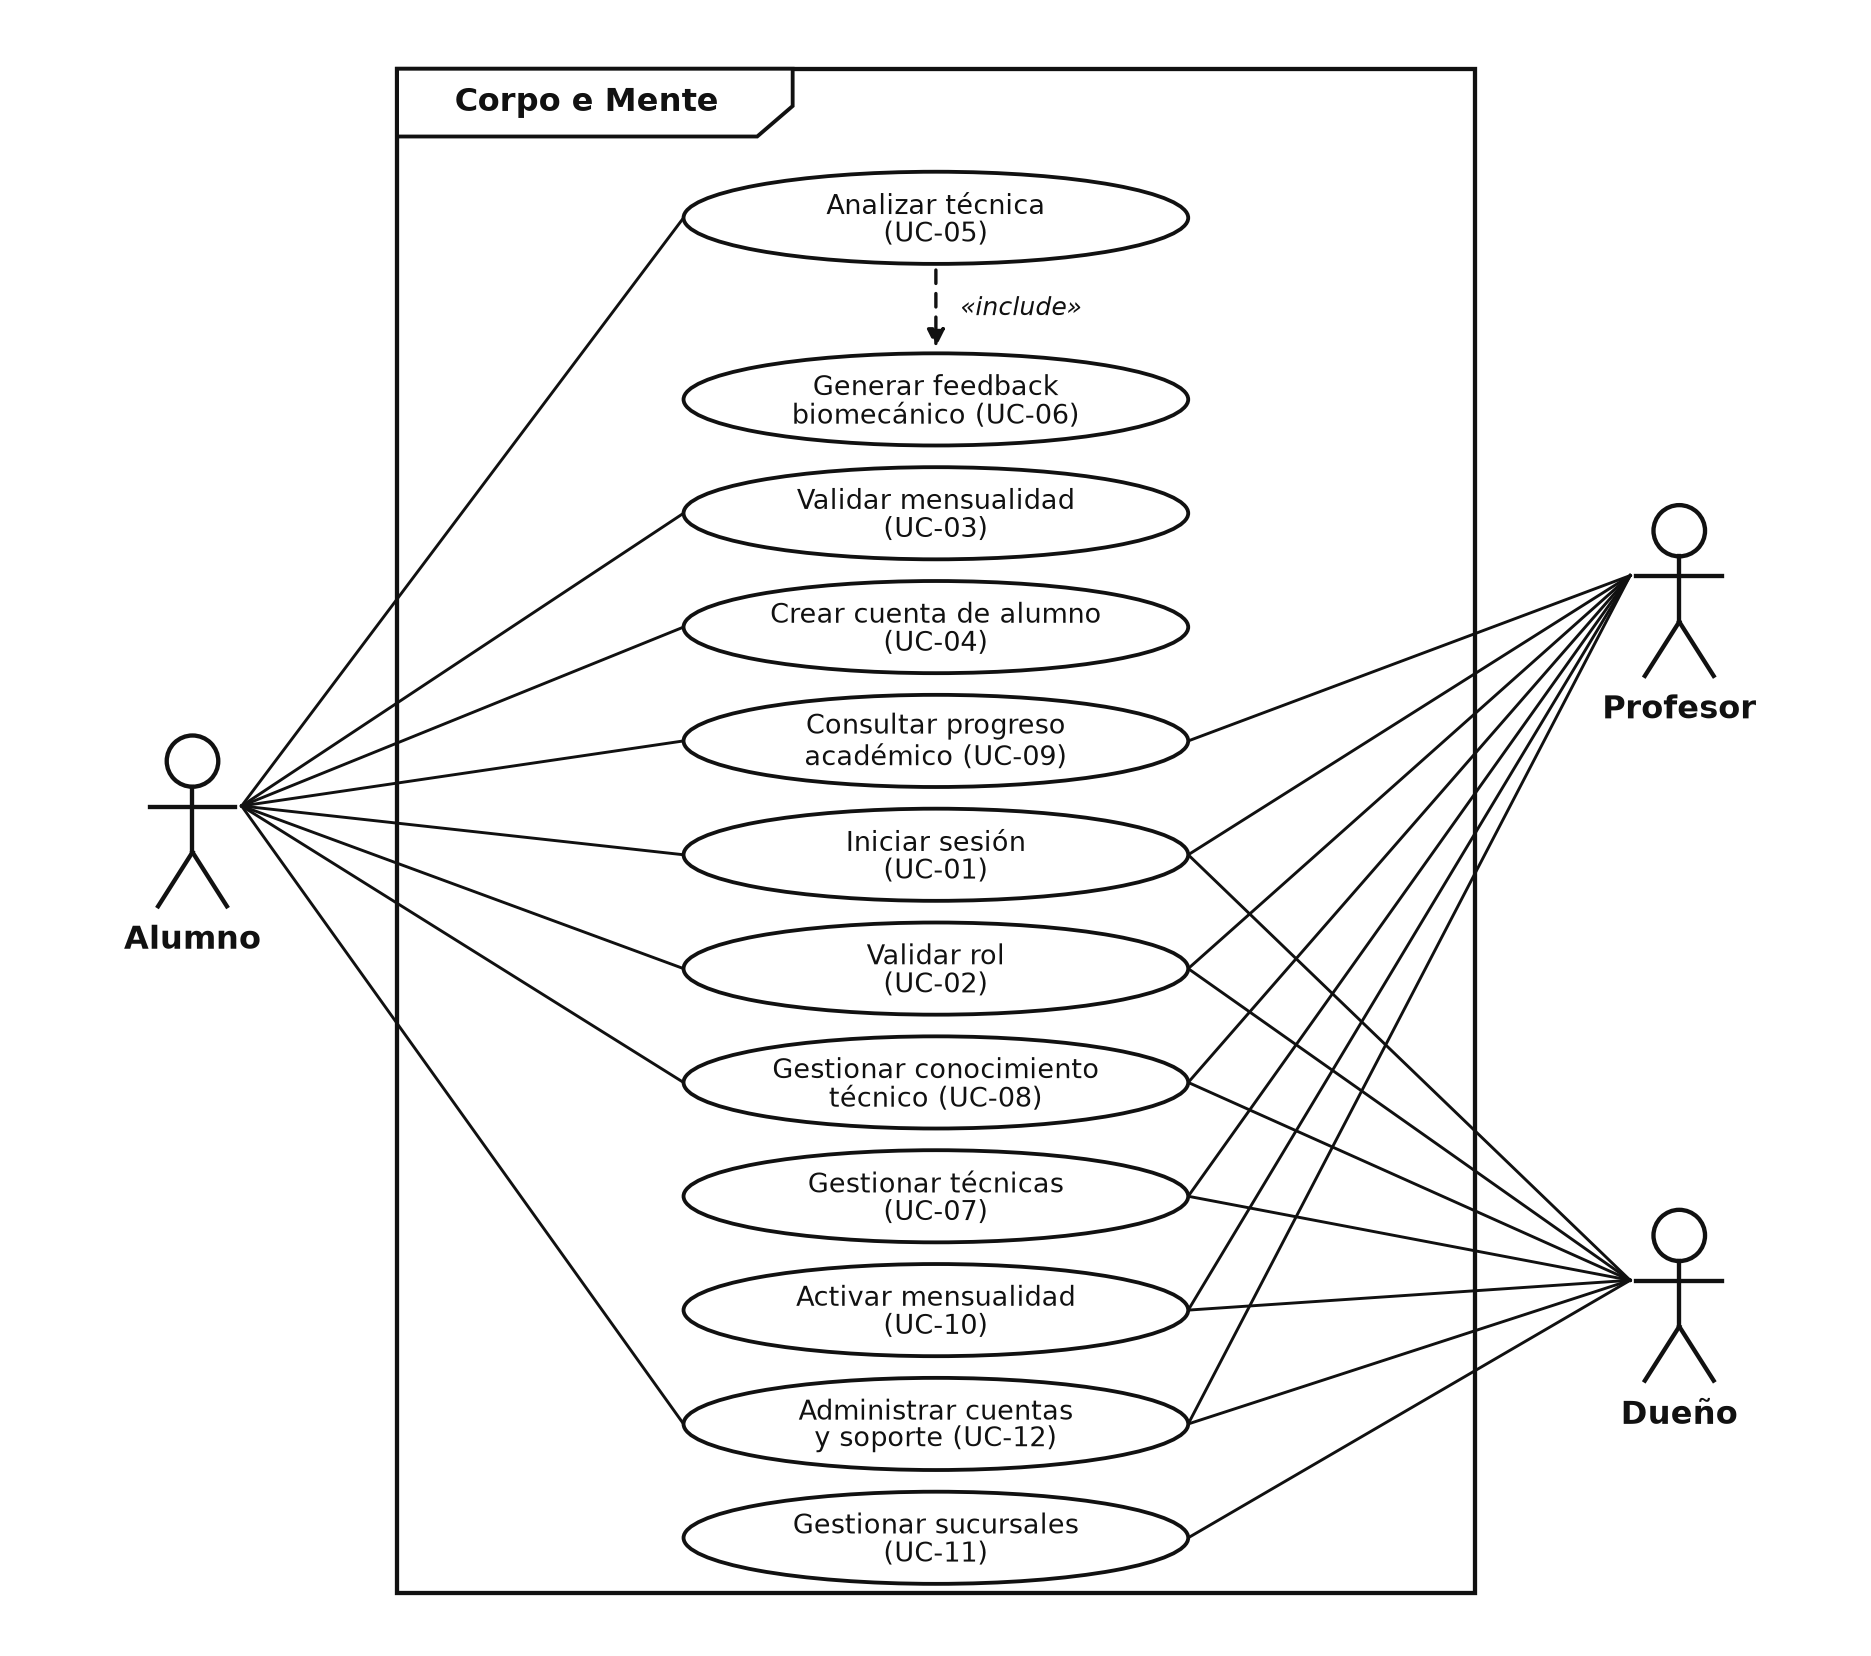 Corpo e Mente
Analizar técnica
(UC-05)
«include»
Generar feedback
biomecánico (UC-06)
Validar mensualidad
(UC-03)
Crear cuenta de alumno
(UC-04)
Consultar progreso
académico (UC-09)
Iniciar sesión
(UC-01)
Validar rol
(UC-02)
Gestionar conocimiento
técnico (UC-08)
Gestionar técnicas
(UC-07)
Activar mensualidad
(UC-10)
Administrar cuentas
y soporte (UC-12)
Gestionar sucursales
(UC-11)
Alumno
Profesor
Dueño